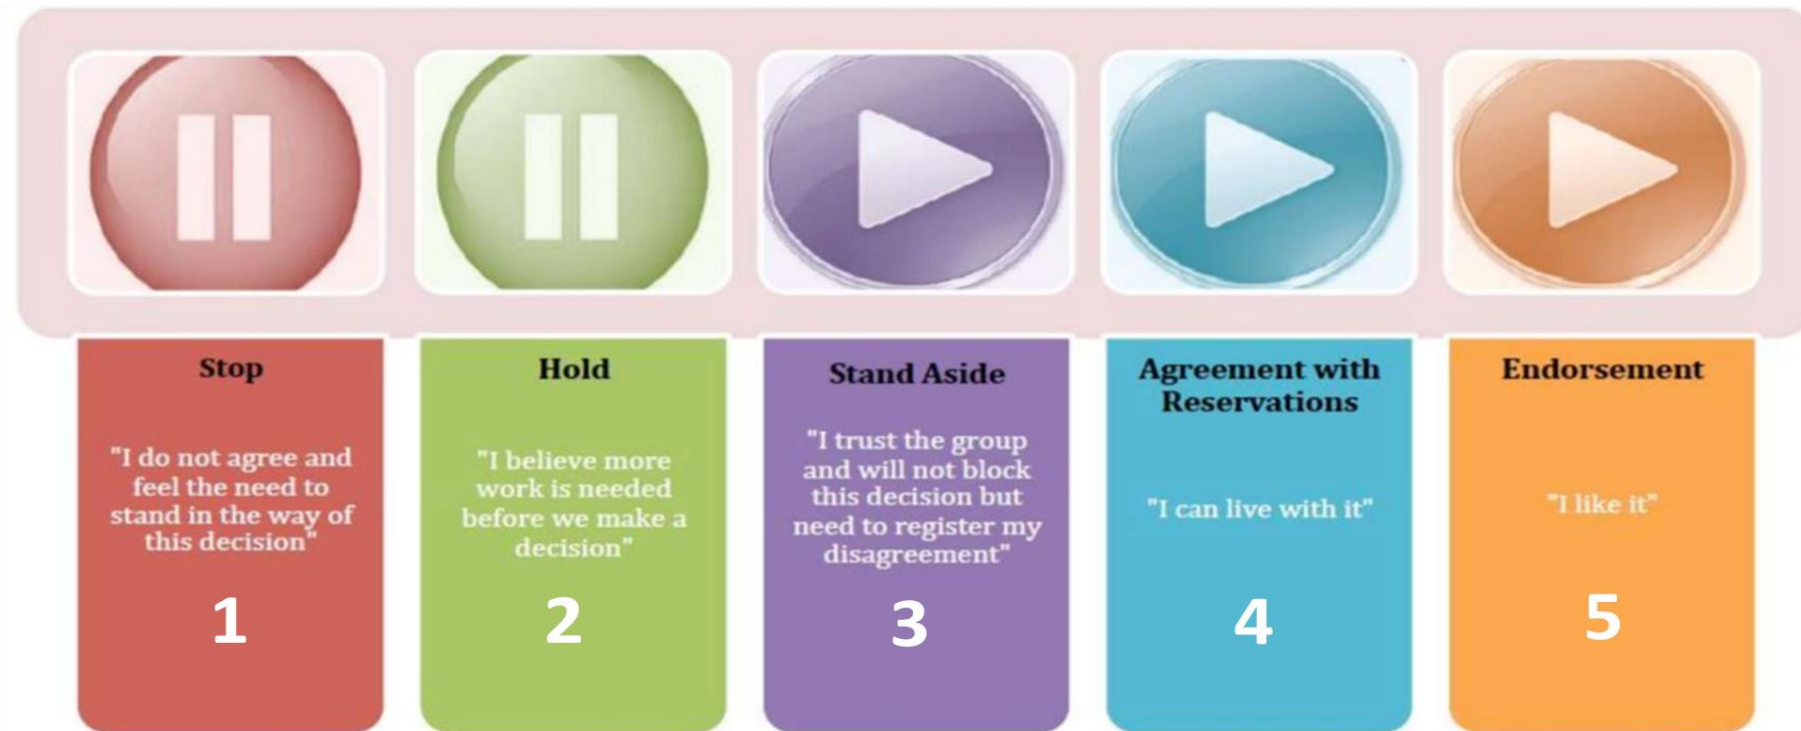 Stop
"I do not agree and
feel the need to
stand in the way of
this decision"
1
Hold
"I believe more
work is needed
before we make a
decision"
2
Stand Aside
"I trust the group
and will not block
this decision but
need to register my
disagreement"
3
Agreement with
Reservations
"I can live with it"
4
Endorsement
"I like it"
5